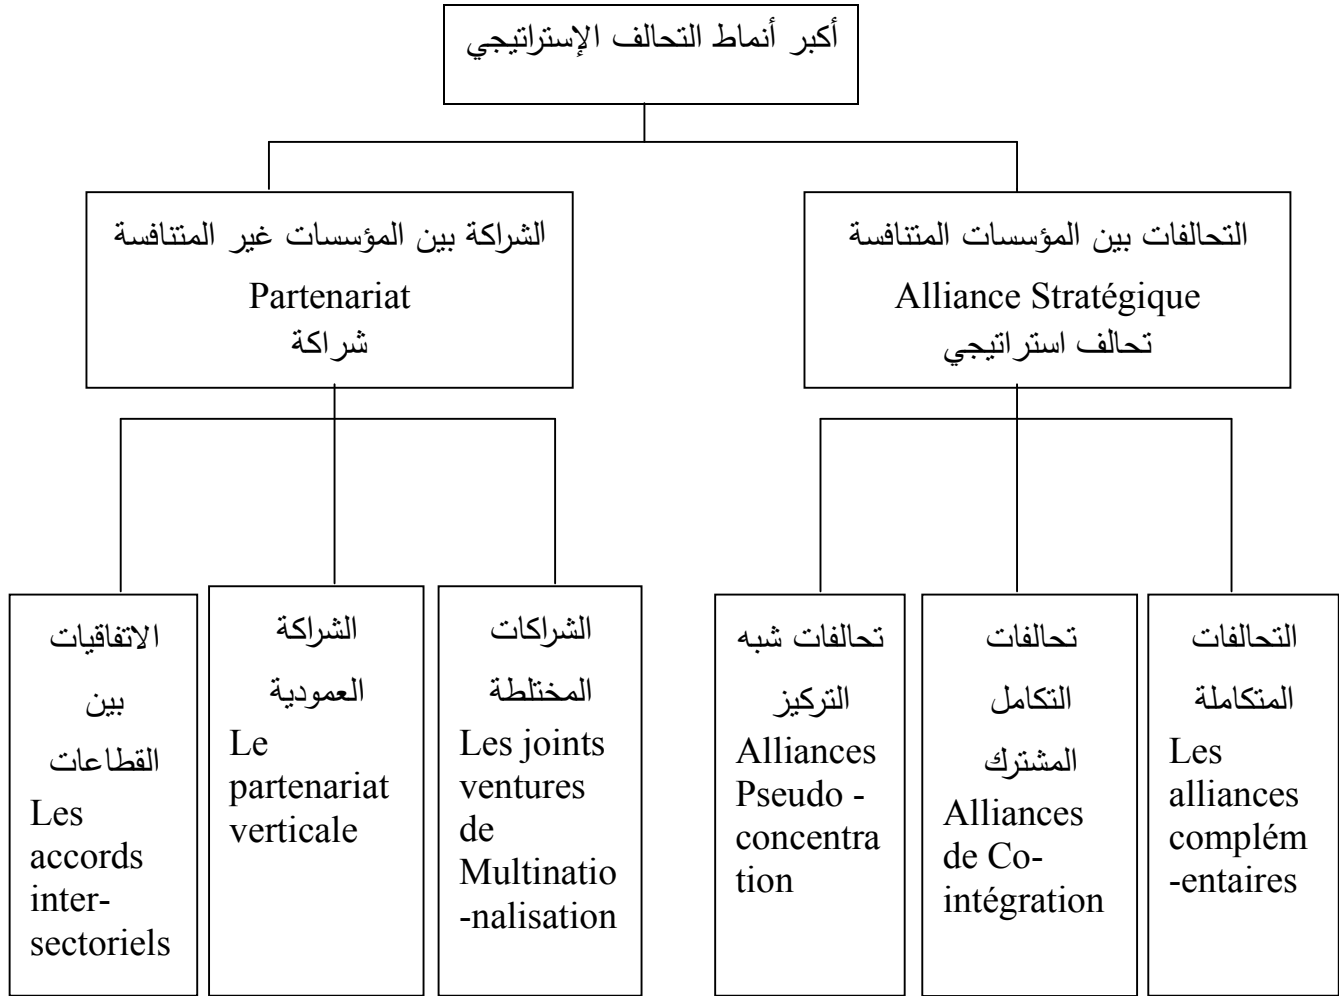 أكبر أنماط التحالف الإستراتيجي
التحالفات بين المؤسسات المتنافسة
Alliance Stratégique
تحالف استراتيجي
الشراكة بين المؤسسات غير المتنافسة
Partenariat
شراكة
التحالفات
المتكاملة
Les
alliances
complém
-entaires
تحالفات
التكامل
المشترك
Alliances
de Co-
intégration
تحالفات شبه
التركيز
Alliances
Pseudo -
concentra
tion
الشراكات
المختلطة
Les joints
ventures
de
Multinatio
-nalisation
الشراكة
العمودية
Le
partenariat
verticale
الاتفاقيات
بين
القطاعات
Les
accords
inter-
sectoriels